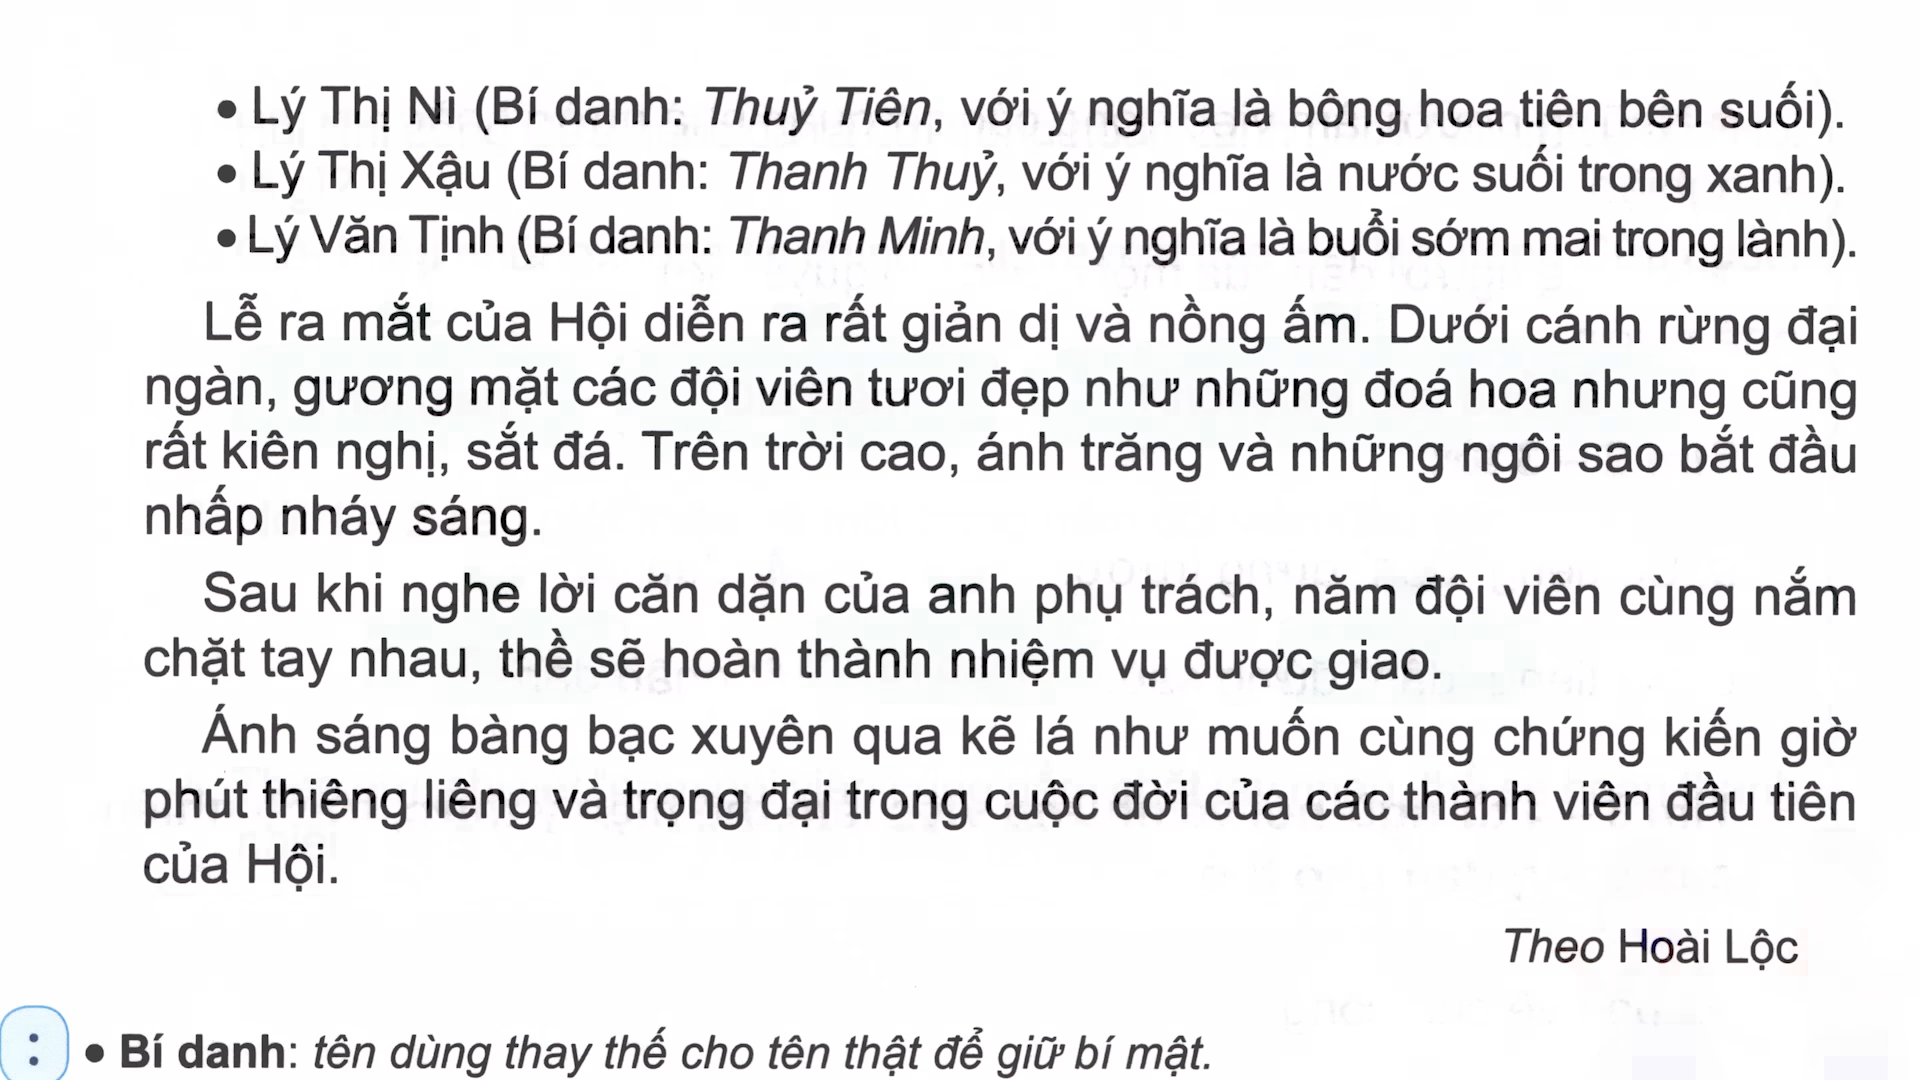 • Lý Thị Nì (Bí danh: Thuỷ Tiên, với ý nghĩa là bông hoa tiên bên suối).
• Lý Thị Xậu (Bí danh: Thanh Thuỷ, với ý nghĩa là nước suối trong xanh).
• Lý Văn Tịnh (Bí danh: Thanh Minh, với ý nghĩa là buổi sớm mai trong lành).
Lễ ra mắt của Hội diễn ra rất giản dị và nồng ấm. Dưới cánh rừng đại
ngàn, gương mặt các đội viên tươi đẹp như những đoá hoa nhưng cũng
rất kiên nghị, sắt đá. Trên trời cao, ánh trăng và những ngôi sao bắt đầu
nhấp nháy sáng.
Sau khi nghe lời căn dặn của anh phụ trách, năm đội viên cùng nắm
chặt tay nhau, thề sẽ hoàn thành nhiệm vụ được giao.
Ánh sáng bàng bạc xuyên qua kẽ lá như muốn cùng chứng kiến giờ
phút thiêng liêng và trọng đại trong cuộc đời của các thành viên đầu tiên
của Hội.
Theo Hoài Lộc
• Bí danh: tên dùng thay thế cho tên thật để giữ bí mật.